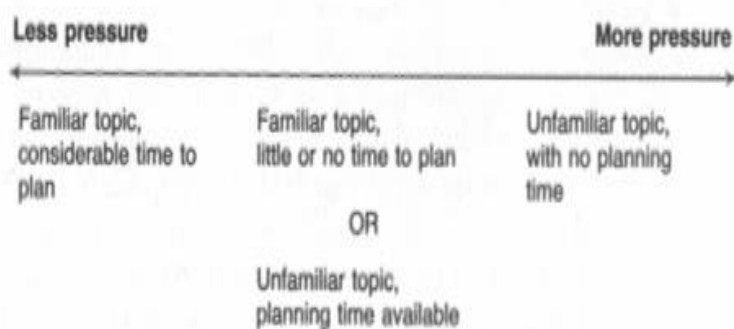 Less pressure
More pressure
Familiar topic,
considerable time to
plan
Familiar topic,
little or no time to plan
OR
Unfamiliar topic,
planning time available
Unfamiliar topic,
with no planning
time